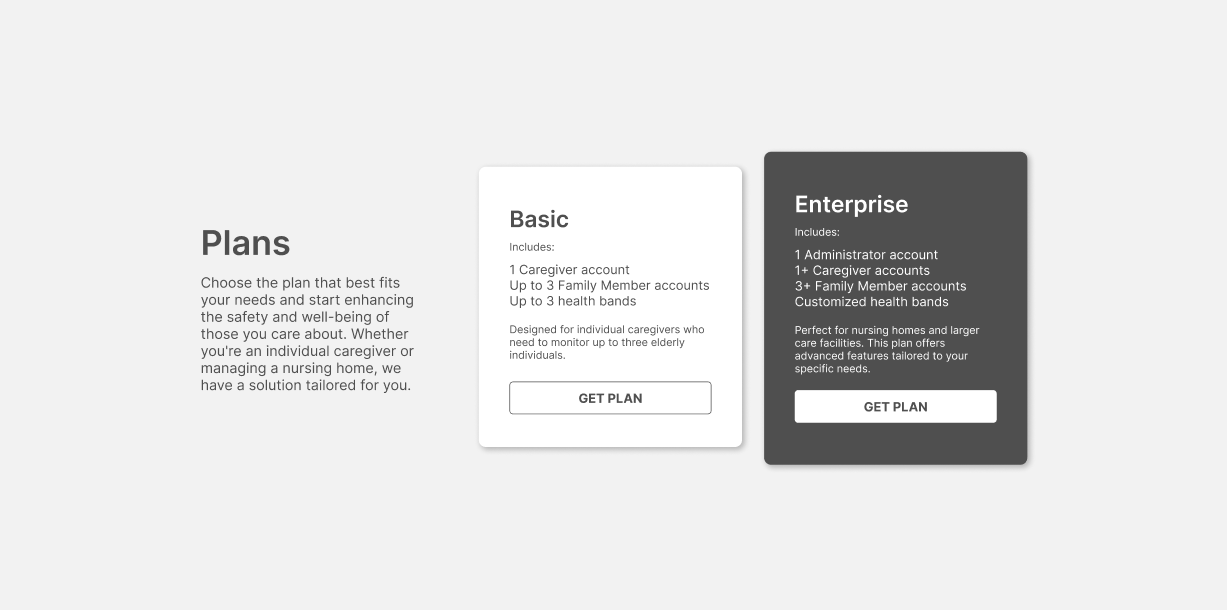 Plans
Choose the plan that best fits
your needs and start enhancing
the safety and well-being of
those you care about. Whether
you're an individual caregiver or
managing a nursing home, we
have a solution tailored for you.
Basic
Includes:
1 Caregiver account
Up to 3 Family Member accounts
Up to 3 health bands
Designed for individual caregivers who
need to monitor up to three elderly
individuals.
GET PLAN
Enterprise
Includes:
1 Administrator account
1+ Caregiver accounts
3+ Family Member accounts
Customized health bands
Perfect for nursing homes and larger
care facilities. This plan offers
advanced features tailored to your
specific needs.
GET PLAN